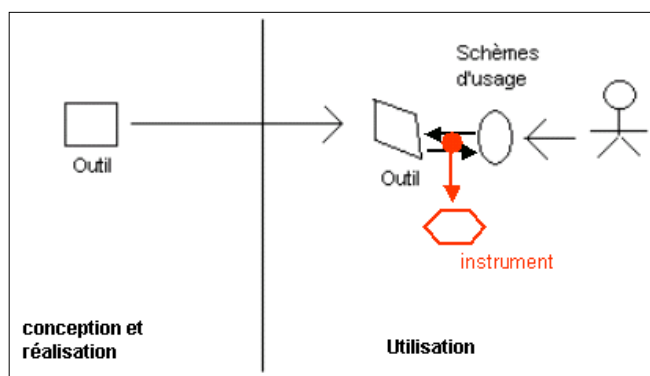 Schèmes
d'usage
Outil
Outil
instrument
conception et
réalisation
Utilisation